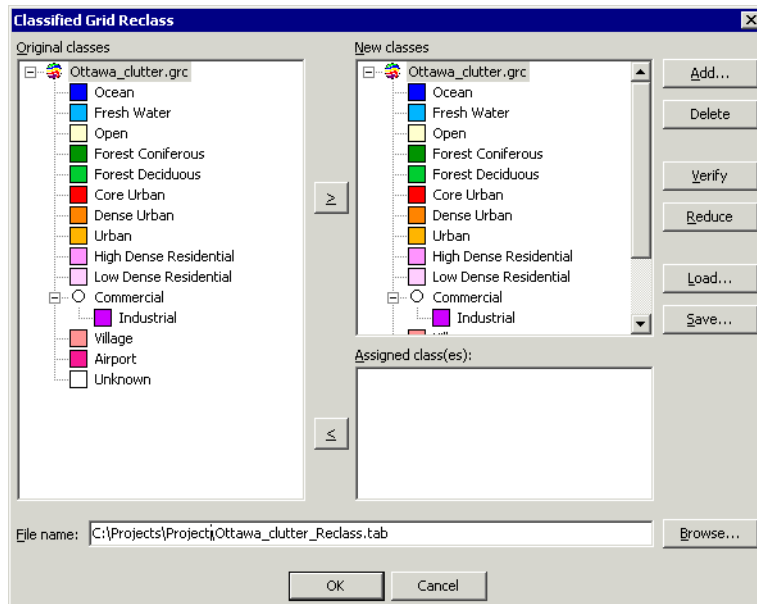 Classified Grid Reclass
Original classes
Ottawa_clutter.grc
Ocean
Fresh Water
Open
Forest Coniferous
Forest Deciduous
Core Urban
Dense Urban
Urban
High Dense Residential
Low Dense Residential
Commercial
Industrial
Village
Airport
Unknown
≥
≤
New classes
Ottawa_clutter.grc
Ocean
Fresh Water
Open
Forest Coniferous
Forest Deciduous
Core Urban
Dense Urban
Urban
High Dense Residential
Low Dense Residential
Commercial
Industrial
Assigned class(es):
Add...
Delete
Verify
Reduce
Load...
Save...
File name: C:\Projects\Project\Ottawa_clutter_Reclass.tab Browse...
OK Cancel